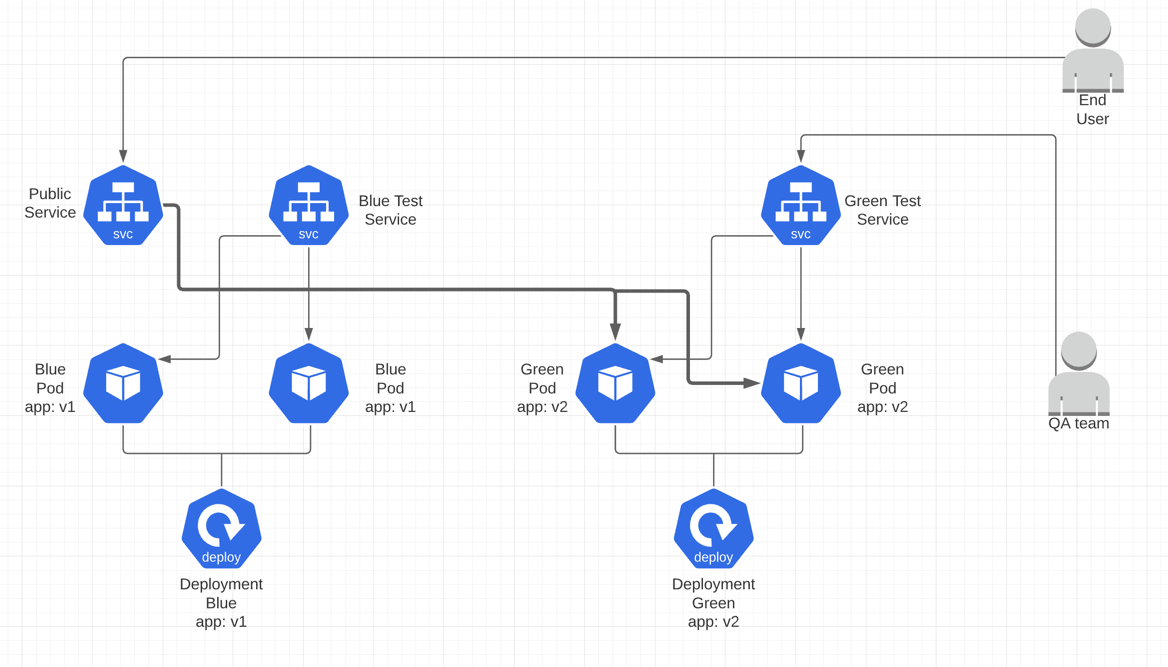 End
User
Public
Service
svc
svc
Blue Test
Service
svc
Green Test
Service
Blue
Pod
app: v1
Blue
Pod
app: v1
Green
Pod
app: v2
Green
Pod
app: v2
QA team
deploy
Deployment
Blue
app: v1
deploy
Deployment
Green
app: v2